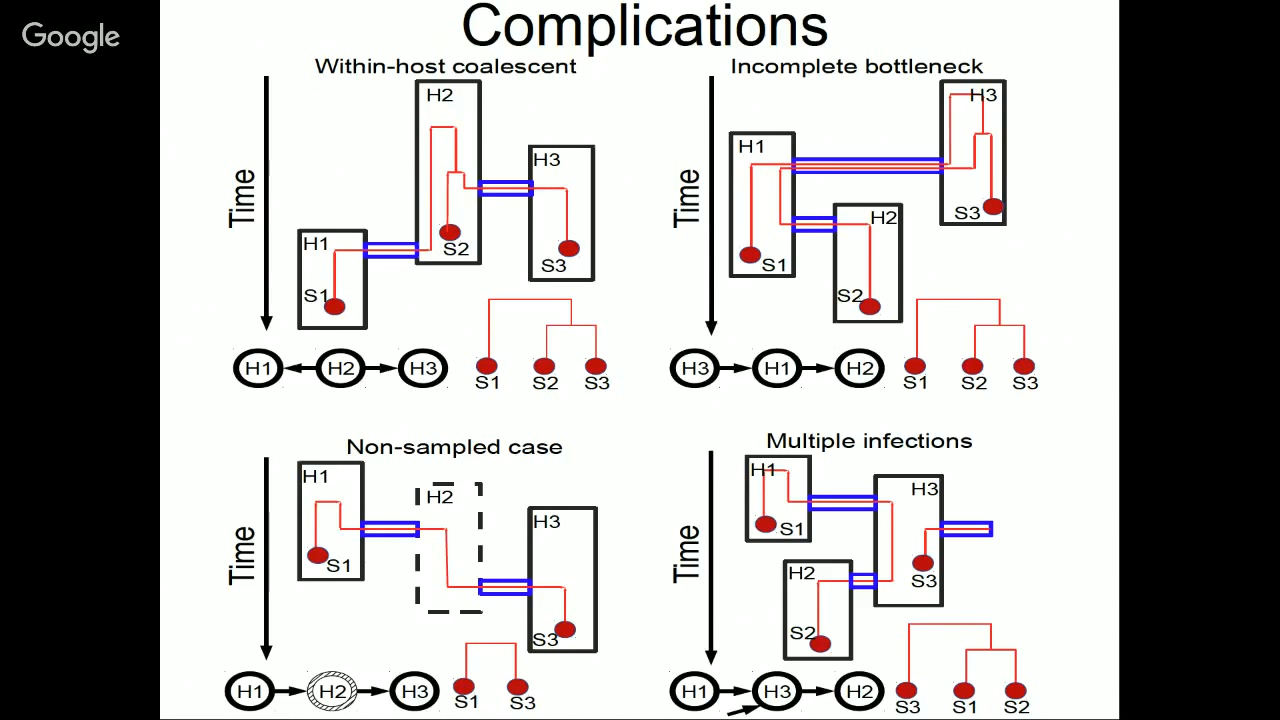 Google
Complications
Within-host coalescent
Time
H2
H3
H1
S2
S3
S1
H1 H2 H3
S1 S2 S3
Incomplete bottleneck
Time
H3
H1
H2
S3
S1
S2
H3 H1 H2
S1 S2 S3
Non-sampled case
Time
H1
H2
H3
S1
S3
H1 H2 H3
S1 S3
Multiple infections
Time
H1
H3
S1
H2
S3
S2
H1 H3 H2
S3 S1 S2